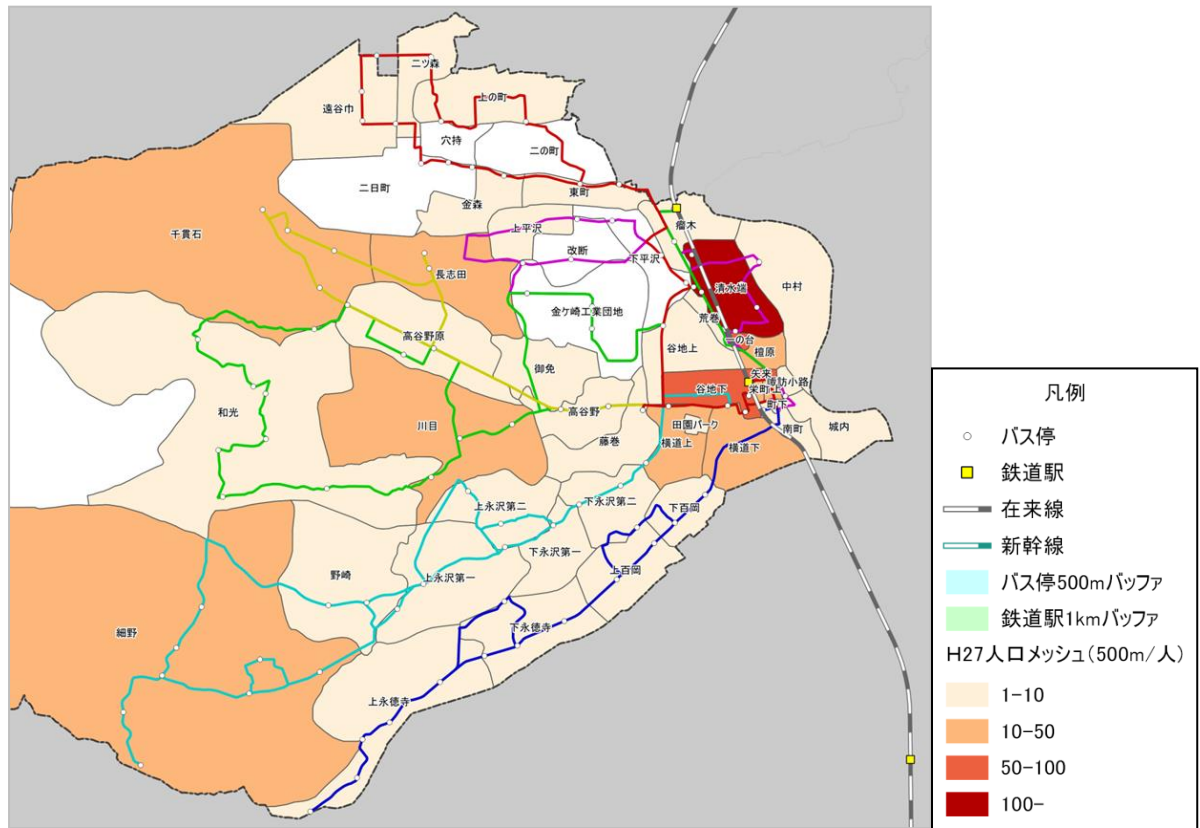 二ツ森
遠谷巾
上の町
穴持
二の町
二日町
東町
金森
瘤木
千貫石
上平沢
改断
下平沢
長志田
清水端
中村
金ケ崎工業団地
荒巻
高谷野原
谷地上
一の台
檀原
御免
矢来
諏訪小路
谷地下
栄町
和光
高谷野
町下
川目
田園パーク
南町
城内
藤巻
横道上
横道下
上永沢第二
下永沢第二
下百岡
下永沢第一
野崎
上永沢第一
上百岡
細野
下永徳寺
上永徳寺
凡例
バス停
鉄道駅
在来線
新幹線
バス停500mバッファ
鉄道駅1kmバッファ
H27人口メッシュ(500m/人)
1-10
10-50
50-100
100-